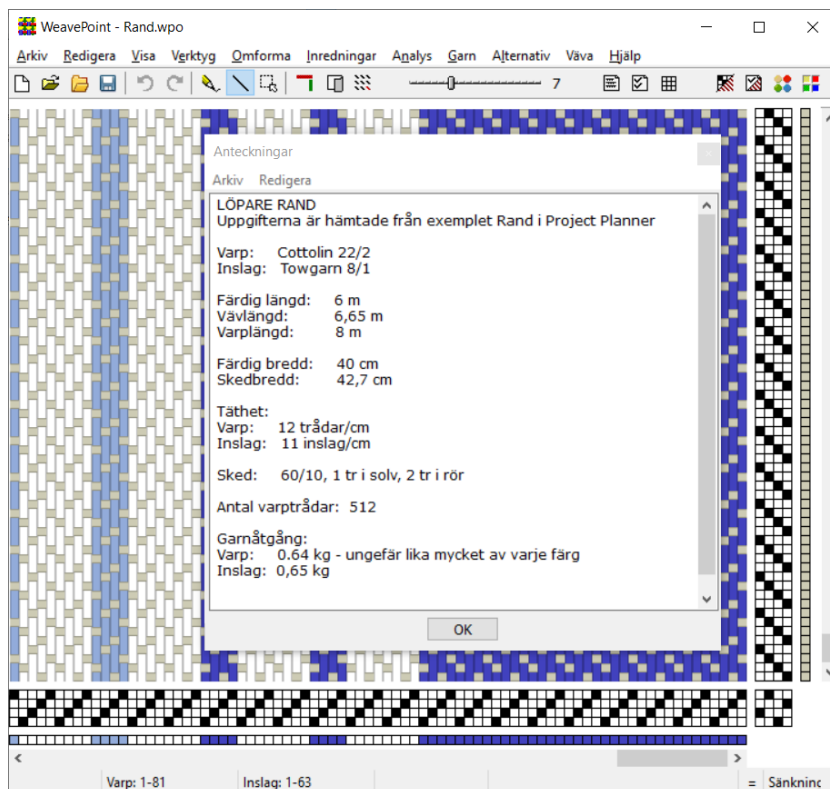 WeavePoint - Rand.wpo
Arkiv Redigera Visa Verktyg Omforma Inredningar Analys Garn Alternativ Väva Hjälp
7
Anteckningar
Arkiv Redigera
LÖPARE RAND
Uppgifterna är hämtade från exemplet Rand i Project Planner
Varp: Cottolin 22/2
Inslag: Towgarn 8/1
Färdig längd: 6 m
Vävlängd: 6,65 m
Varplängd: 8 m
Färdig bredd: 40 cm
Skedbredd: 42,7 cm
Täthet:
Varp: 12 trådar/cm
Inslag: 11 inslag/cm
Sked: 60/10, 1 tr i solv, 2 tr i rör
Antal varptrådar: 512
Garnåtgång:
Varp: 0.64 kg - ungefär lika mycket av varje färg
Inslag: 0,65 kg
OK
Varp: 1-81 Inslag: 1-63 = Sänkning